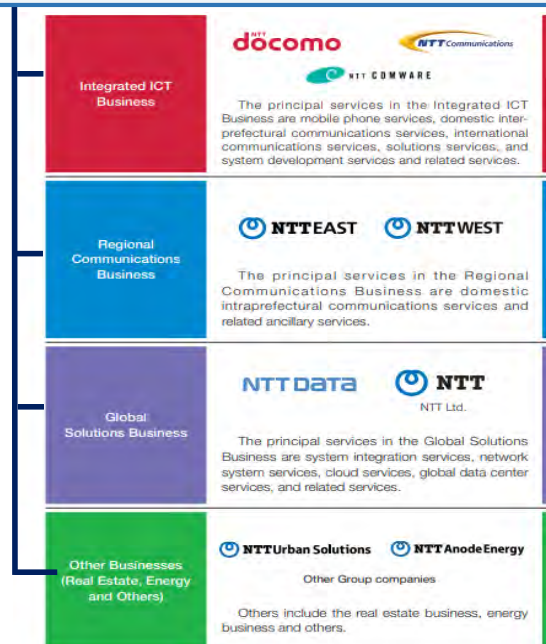 Integrated ICT
Business
NTT
döcomo
NTT Communications
NTT COMWARE
The principal services in the Integrated ICT
Business are mobile phone services, domestic inter-
prefectural communications services, international
communications services, solutions services, and
system development services and related services.
Regional
Communications
Business
NTT EAST
NTT WEST
The principal services in the Regional
Communications Business are domestic
intraprefectural communications services and
related ancillary services.
Global
Solutions Business
NTT DATA
NTT
NTT Ltd.
The principal services in the Global Solutions
Business are system integration services, network
system services, cloud services, global data center
services, and related services.
Other Businesses
(Real Estate, Energy
and Others)
NTT Urban Solutions
NTT Anode Energy
Other Group companies
Others include the real estate business, energy
business and others.